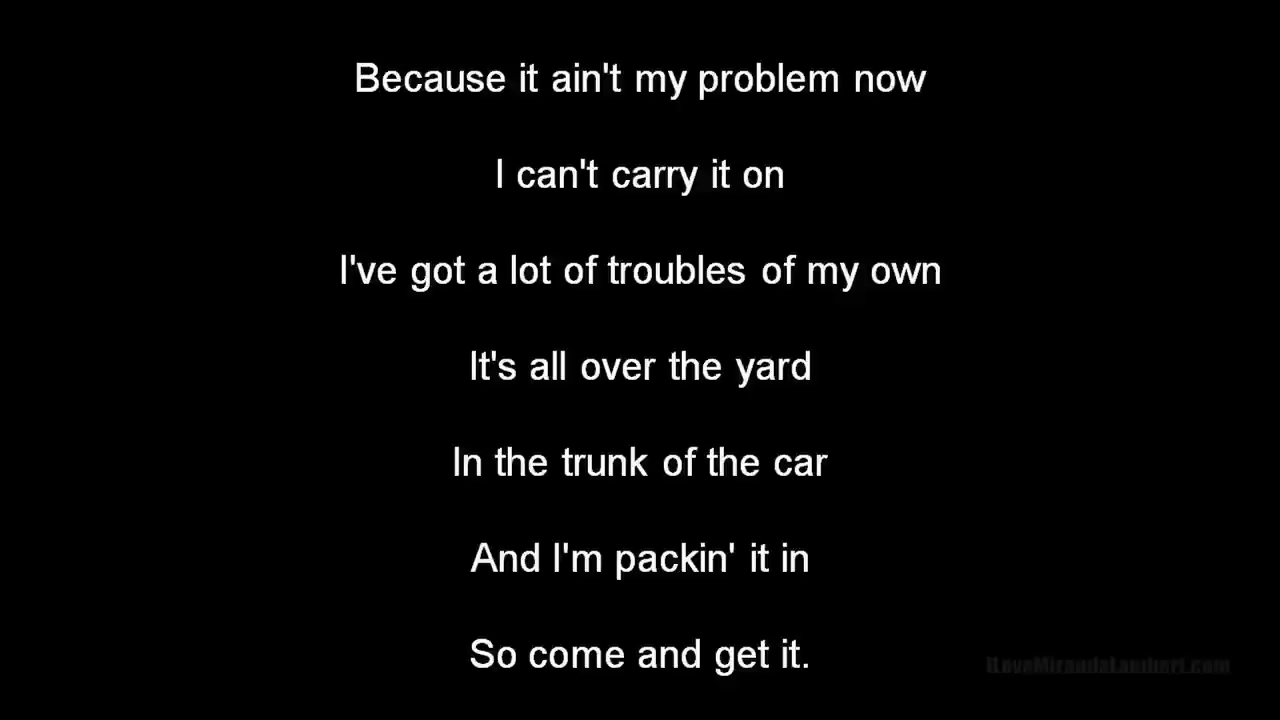 Because it ain't my problem now
I can't carry it on
I've got a lot of troubles of my own
It's all over the yard
In the trunk of the car
And I'm packin' it in
So come and get it.
iLoveMirandaLambert.com